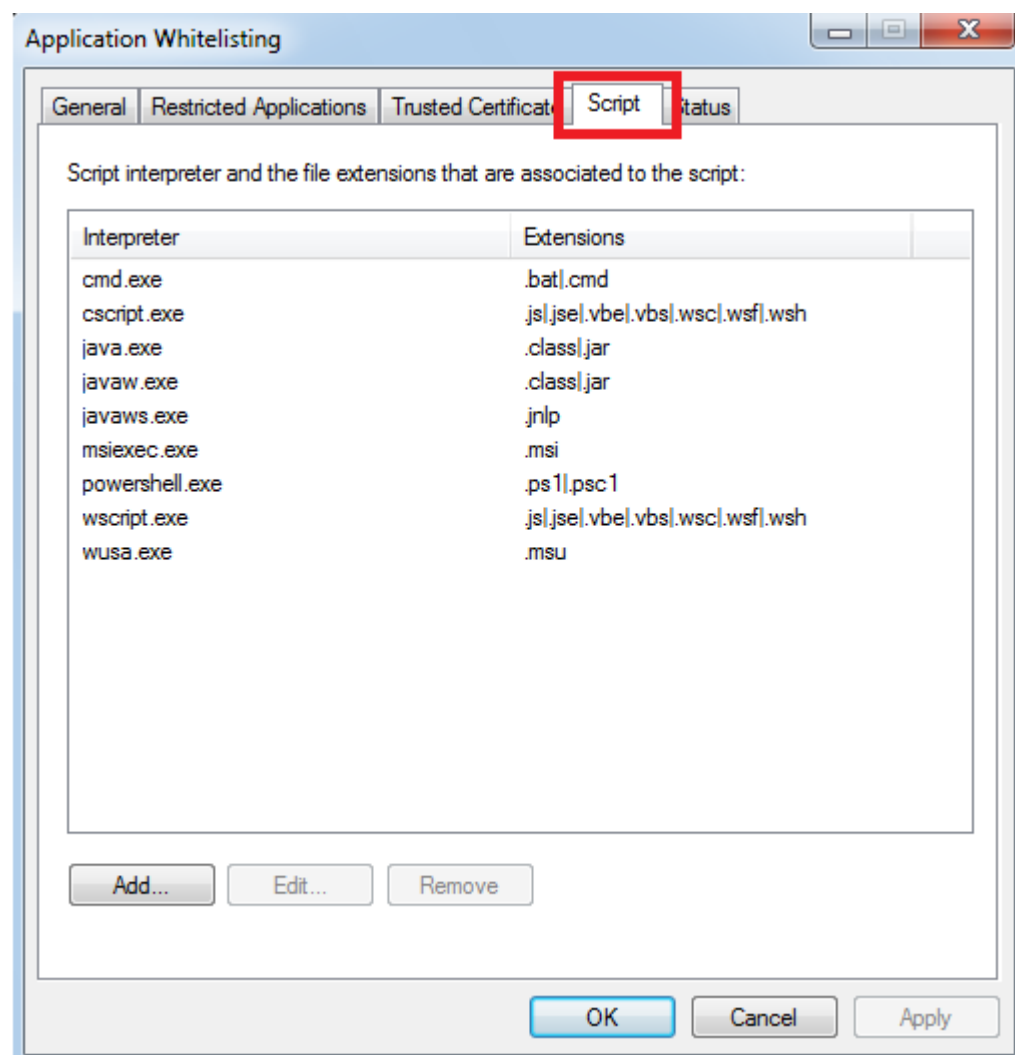 Application Whitelisting
General Restricted Applications Trusted Certificate Script Status
Script interpreter and the file extensions that are associated to the script:
Interpreter Extensions
cmd.exe .bat|.cmd
cscript.exe .js|.jse|.vbe|.vbs|.wsc|.wsf|.wsh
java.exe .class|.jar
javaw.exe .class|.jar
javaws.exe .jnlp
msiexec.exe .msi
powershell.exe .ps1|.psc1
wscript.exe .js|.jse|.vbe|.vbs|.wsc|.wsf|.wsh
wusa.exe .msu
Add... Edit... Remove
OK Cancel Apply